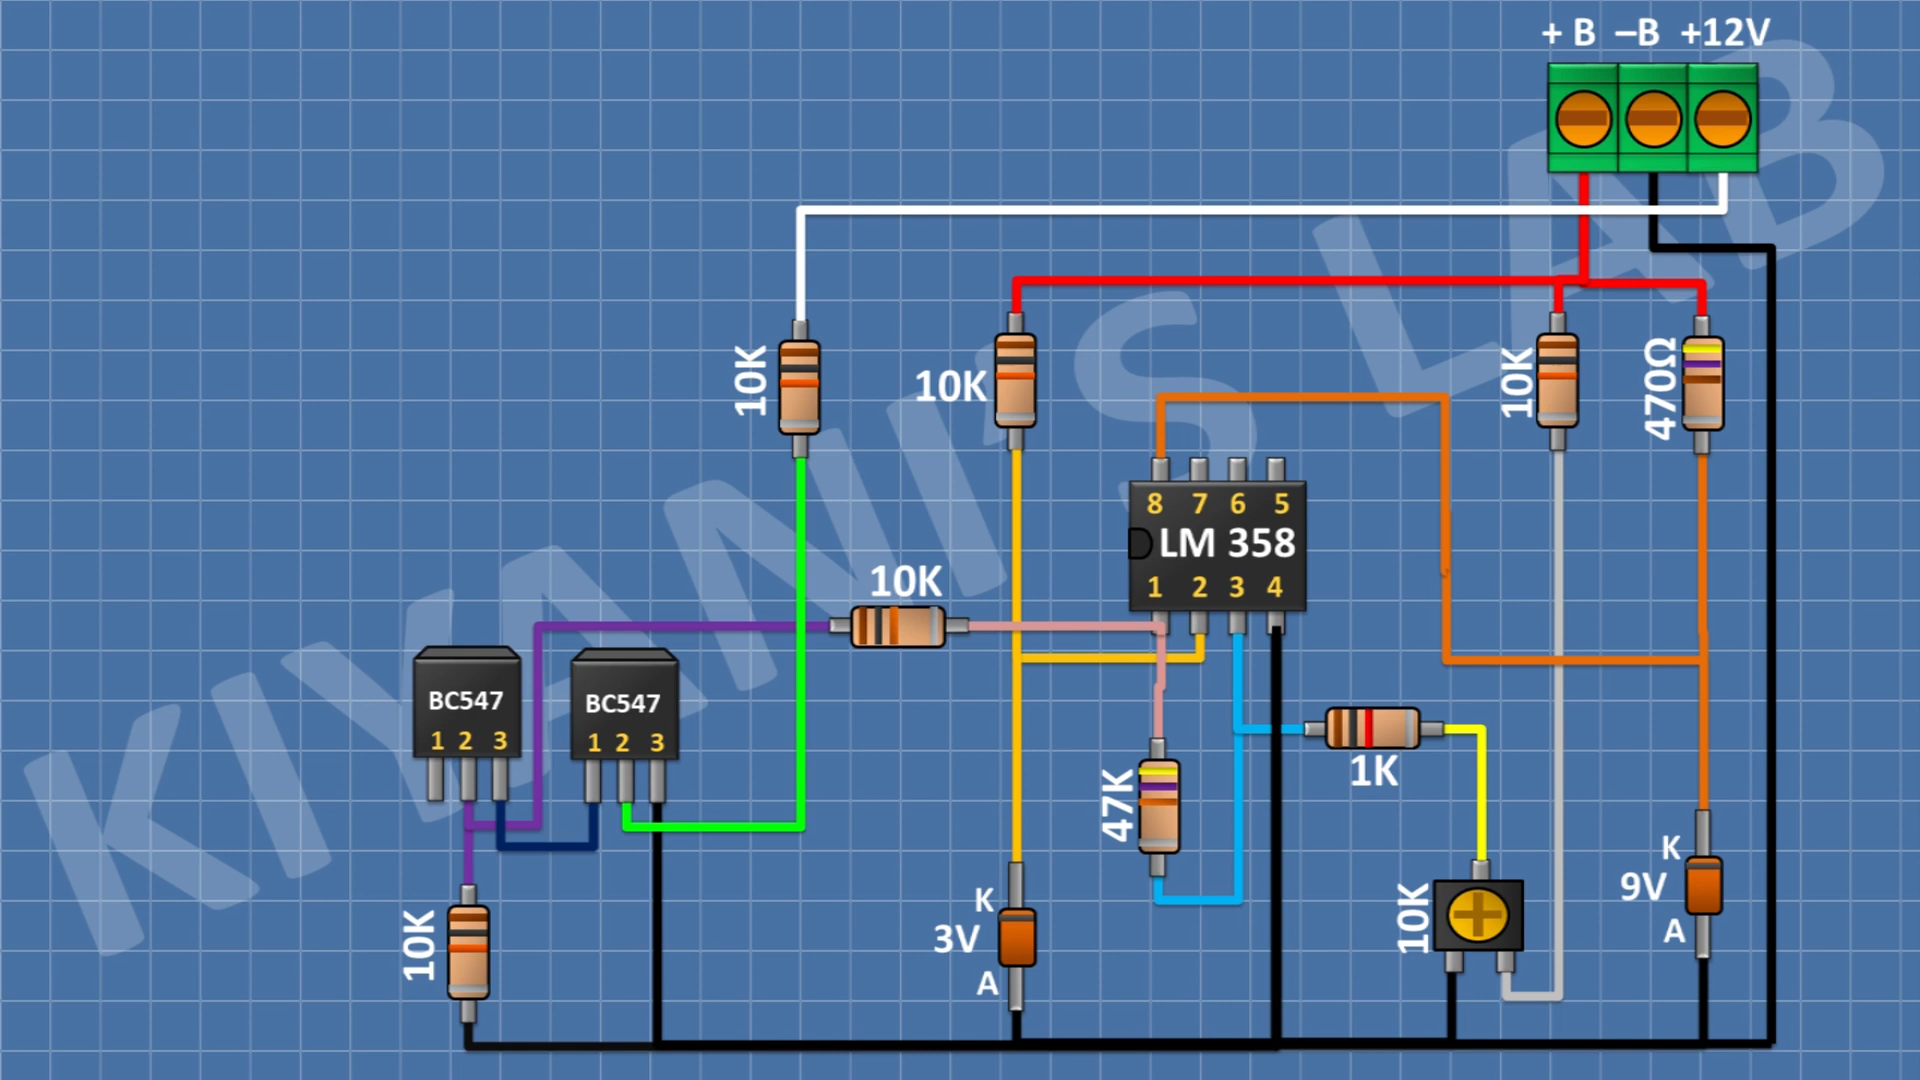 + B –B +12V
10K
10K
10K
470Ω
8 7 6 5
LM 358
1 2 3 4
10K
BC547
1 2 3
BC547
1 2 3
1K
47K
10K
K
9V
A
10K
K
3V
A
KIYANI'S LAB